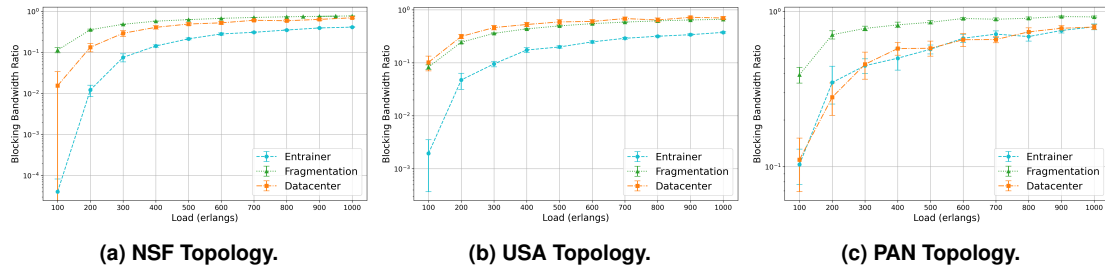 Blocking Bandwidth Ratio
10⁰
10⁻¹
10⁻²
10⁻³
10⁻⁴
Entrainer
Fragmentation
Datacenter
100 200 300 400 500 600 700 800 900 1000
Load (erlangs)
(a) NSF Topology.
Blocking Bandwidth Ratio
10⁰
10⁻¹
10⁻²
10⁻³
Entrainer
Fragmentation
Datacenter
100 200 300 400 500 600 700 800 900 1000
Load (erlangs)
(b) USA Topology.
Blocking Bandwidth Ratio
10⁰
10⁻¹
Entrainer
Fragmentation
Datacenter
100 200 300 400 500 600 700 800 900 1000
Load (erlangs)
(c) PAN Topology.